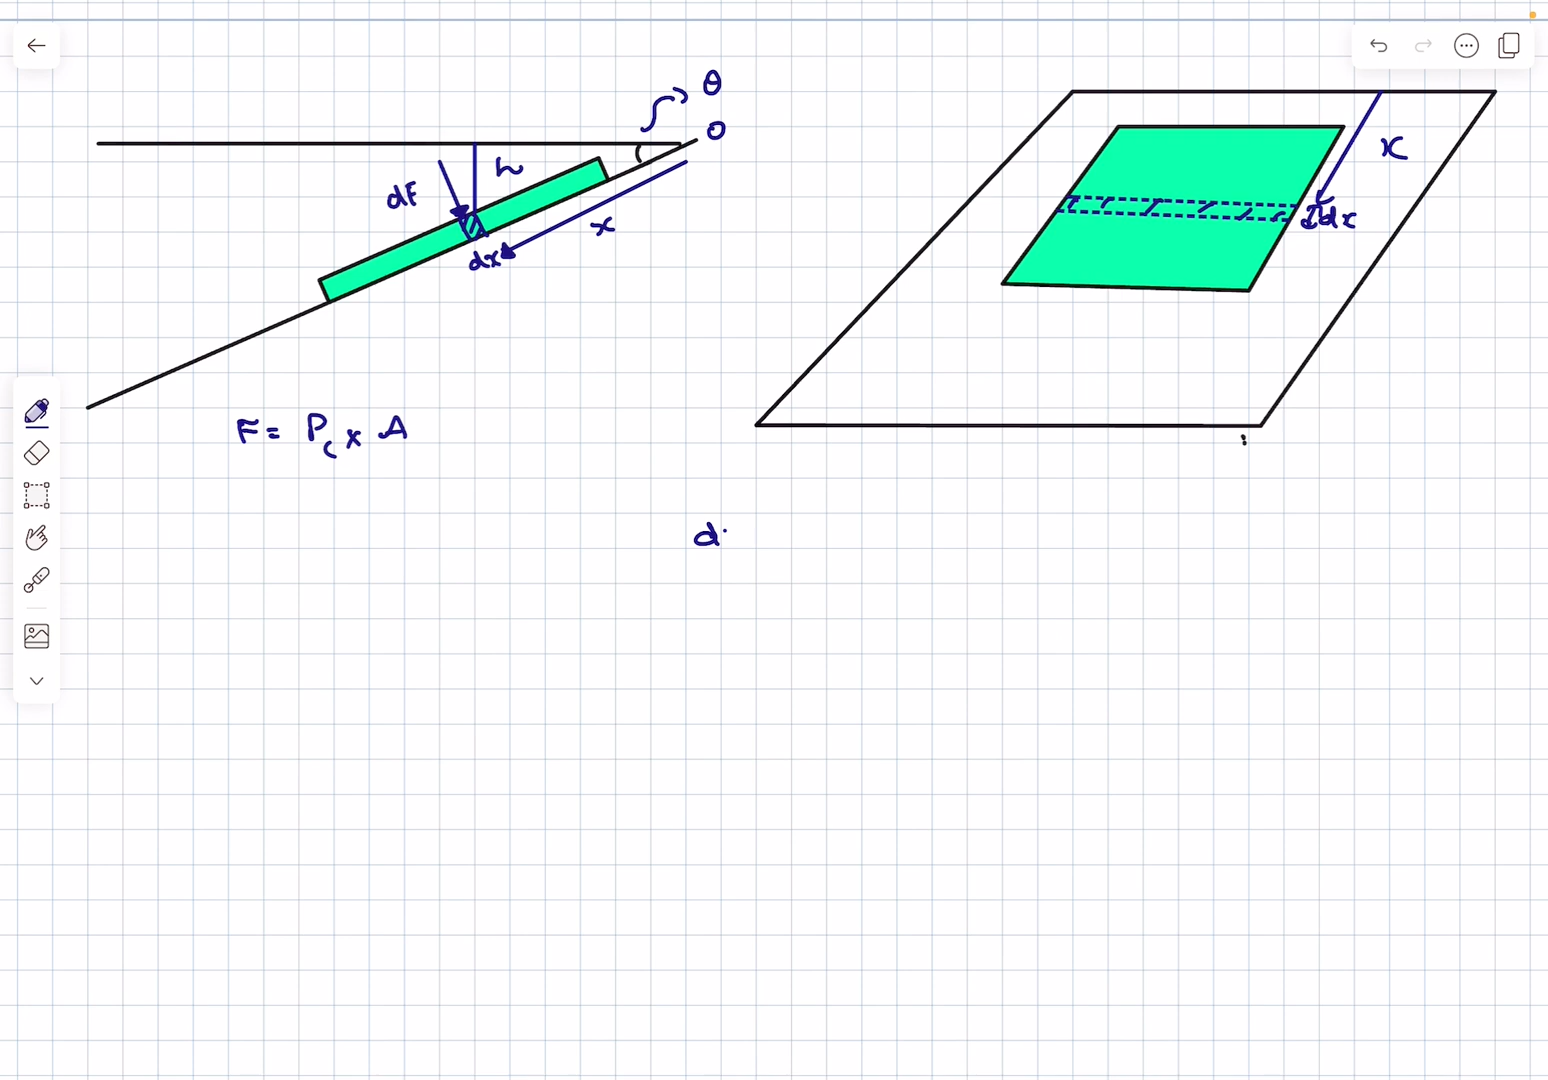 θ
O
h
dF
x
dx
x
dx
F = P_c x A
d